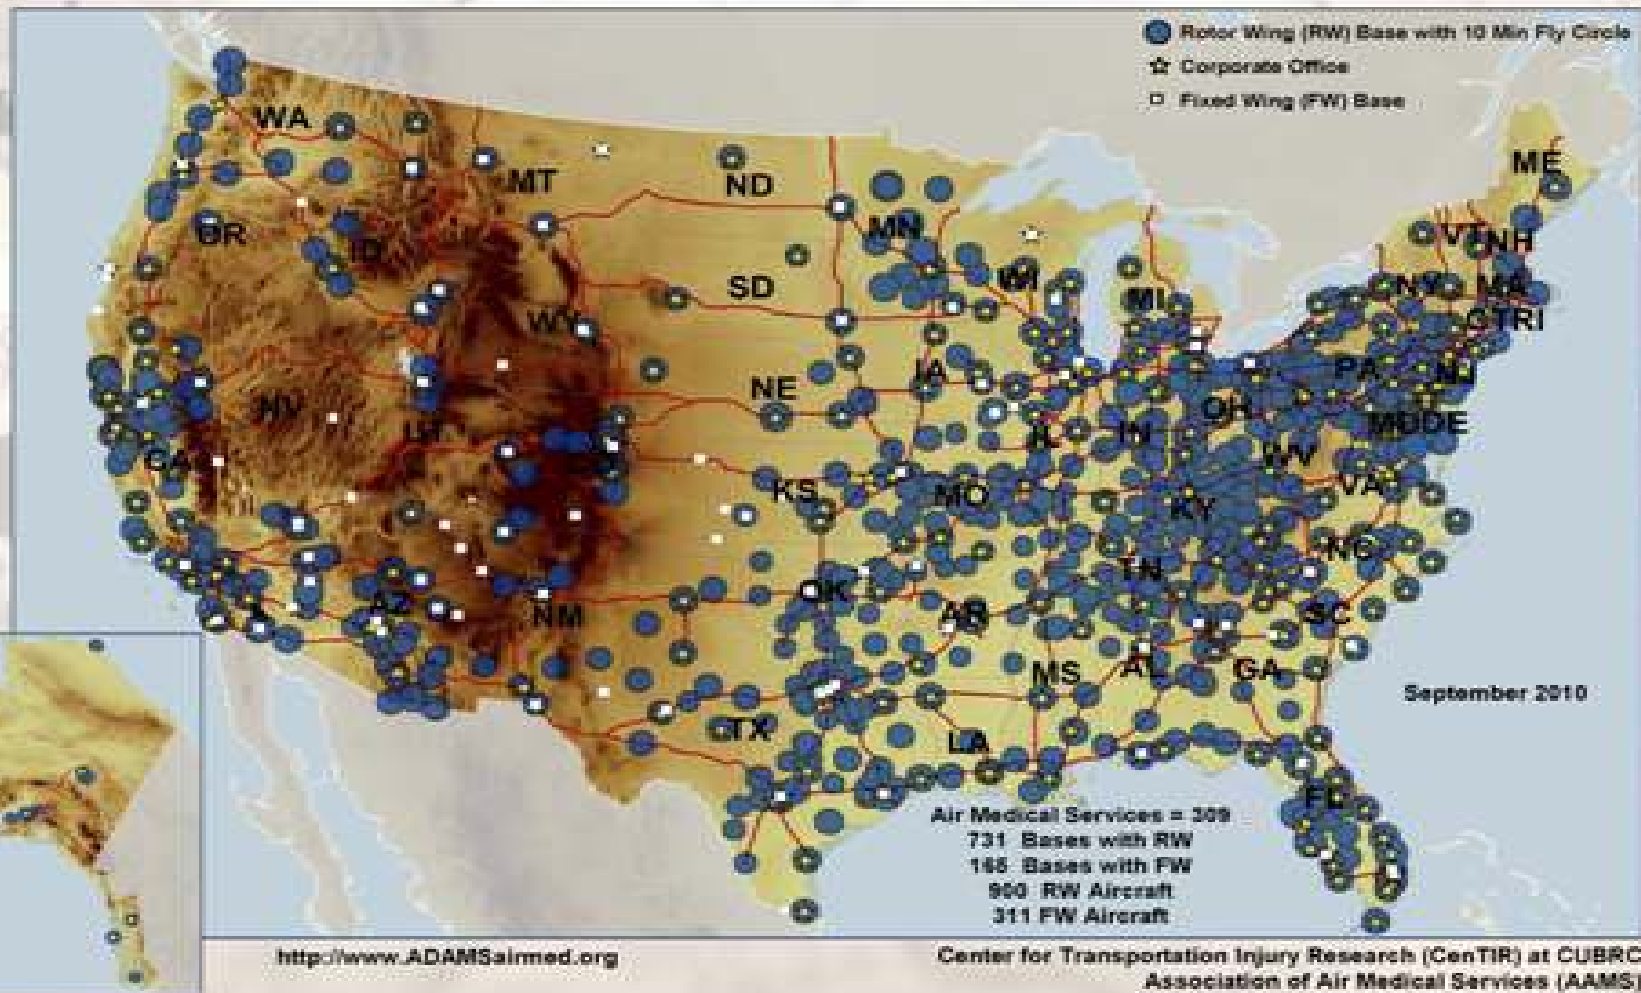 Rotor Wing (RW) Base with 10 Min Fly Circle
Corporate Office
Fixed Wing (FW) Base
WA
MT
ND
ME
OR
ID
MN
VT
NH
SD
WI
MI
NY
MA
WY
CT RI
NE
IA
PA
NJ
NV
UT
OH
MD DE
CA
IL
IN
WV
KS
MO
KY
VA
NC
TN
AZ
NM
OK
AR
SC
MS
AL
GA
September 2010
TX
LA
FL
Air Medical Services = 309
731 Bases with RW
168 Bases with FW
900 RW Aircraft
311 FW Aircraft
http://www.ADAMSairmed.org
Center for Transportation Injury Research (CenTIR) at CUBRC
Association of Air Medical Services (AAMS)